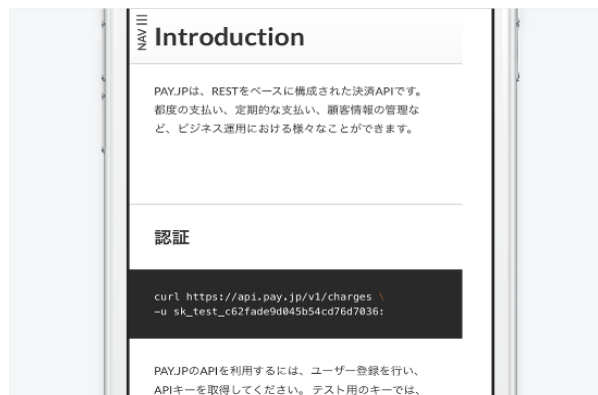 NAV
Introduction
PAY.JPは、RESTをベースに構成された決済APIです。
都度の支払い、定期的な支払い、顧客情報の管理な
ど、ビジネス運用における様々なことができます。
認証
curl https://api.pay.jp/v1/charges \
-u sk_test_c62fade9d045b54cd76d7036:
PAY.JPのAPIを利用するには、ユーザー登録を行い、
APIキーを取得してください。 テスト用のキーでは、